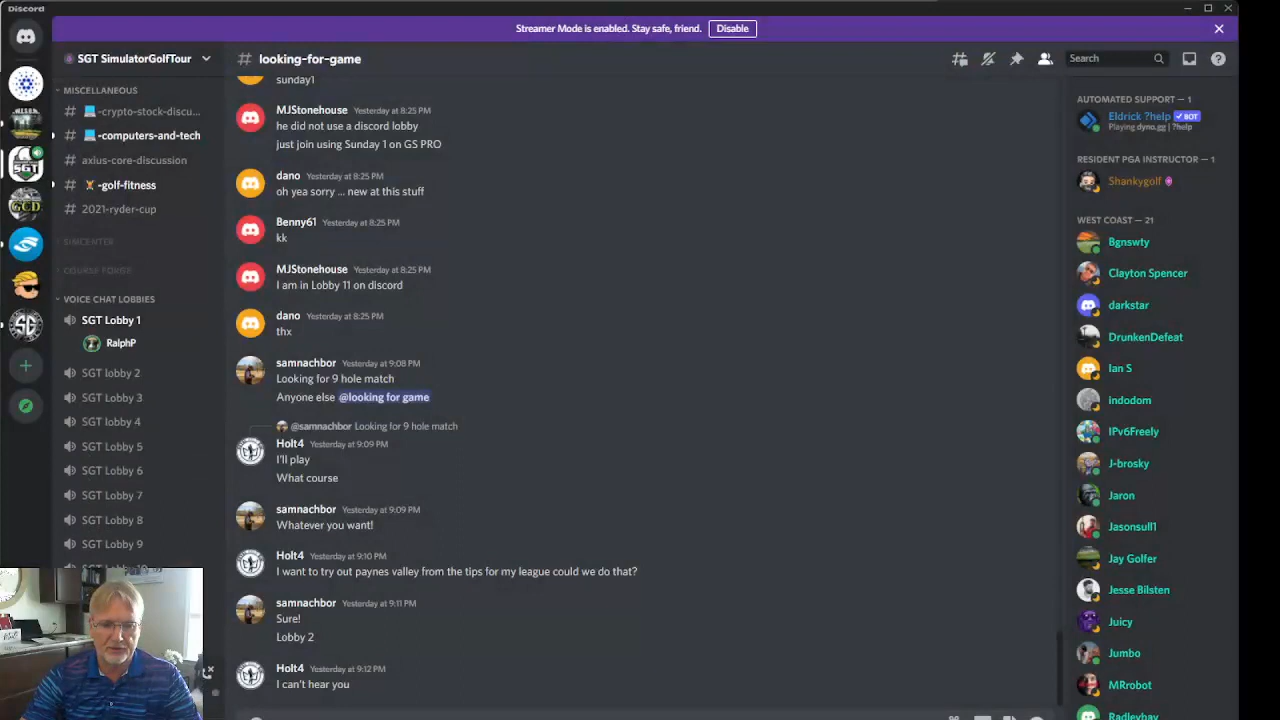 Discord
Streamer Mode is enabled. Stay safe, friend.
Disable
SGT SimulatorGolfTour
# looking-for-game
Search
MISCELLANEOUS
# -crypto-stock-discu...
# -computers-and-tech
# axius-core-discussion
# -golf-fitness
# 2021-ryder-cup
SIMCENTER
COURSE FORGE
VOICE CHAT LOBBIES
SGT Lobby 1
RalphP
SGT lobby 2
SGT Lobby 3
SGT lobby 4
SGT Lobby 5
SGT Lobby 6
SGT Lobby 7
SGT Lobby 8
SGT Lobby 9
SGT
GCD
SG
sunday1
MJStonehouse Yesterday at 8:25 PM
he did not use a discord lobby
just join using Sunday 1 on GS PRO
dano Yesterday at 8:25 PM
oh yea sorry ... new at this stuff
Benny61 Yesterday at 8:25 PM
kk
MJStonehouse Yesterday at 8:25 PM
I am in Lobby 11 on discord
dano Yesterday at 8:25 PM
thx
samnachbor Yesterday at 9:08 PM
Looking for 9 hole match
Anyone else @looking for game
@samnachbor Looking for 9 hole match
Holt4 Yesterday at 9:09 PM
I'll play
What course
samnachbor Yesterday at 9:09 PM
Whatever you want!
Holt4 Yesterday at 9:10 PM
I want to try out paynes valley from the tips for my league could we do that?
samnachbor Yesterday at 9:11 PM
Sure!
Lobby 2
Holt4 Yesterday at 9:12 PM
I can't hear you
AUTOMATED SUPPORT — 1
Eldrick ?help BOT
Playing dyno.gg | ?help
RESIDENT PGA INSTRUCTOR — 1
Shankygolf
WEST COAST — 21
Bgnswty
Clayton Spencer
darkstar
DrunkenDefeat
Ian S
indodom
IPv6Freely
J-brosky
Jaron
Jasonsull1
Jay Golfer
Jesse Bilsten
Juicy
Jumbo
MRrobot
Radleyhay